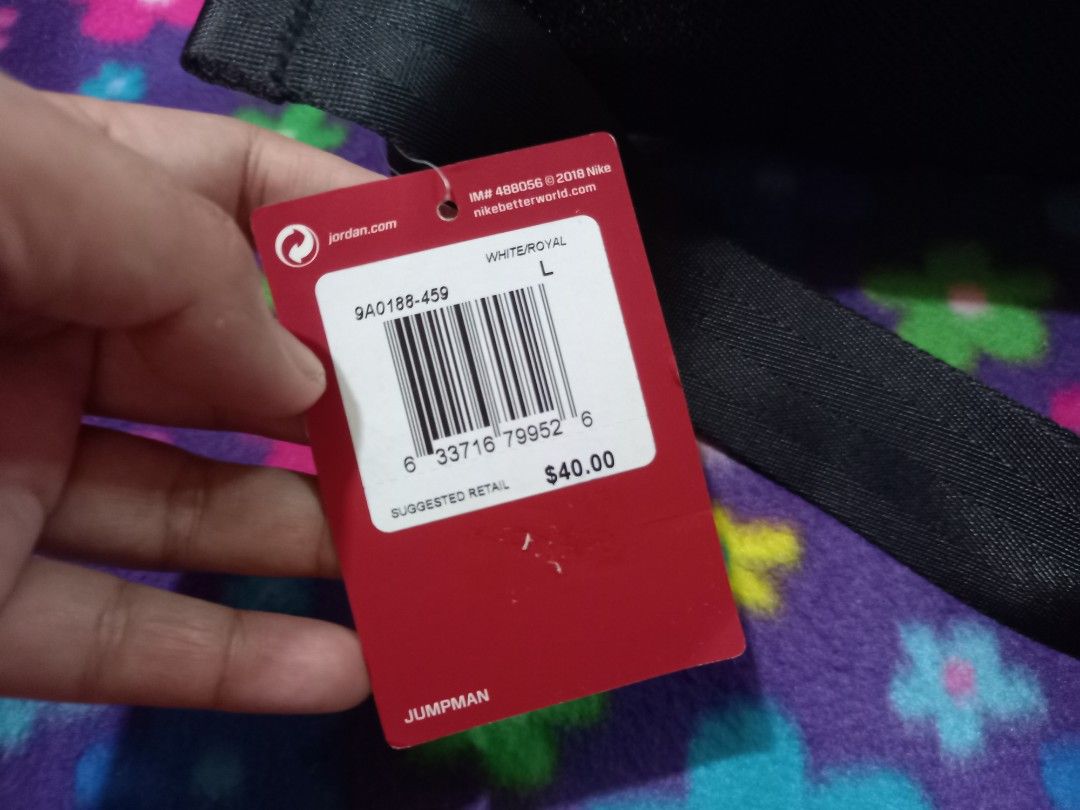 IM# 488056 © 2018 Nike
nikebetterworld.com
jordan.com
WHITE/ROYAL
L
9A0188-459
6 33716 79952 6
$40.00
SUGGESTED RETAIL
JUMPMAN